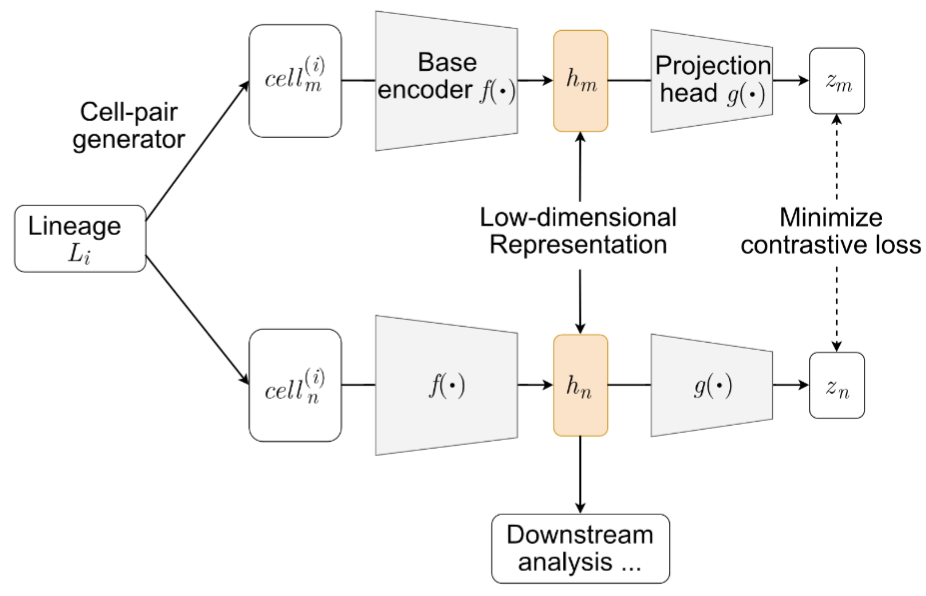 Cell-pair
generator
Lineage
$L_i$
$cell_m^{(i)}$
Base
encoder $f(\cdot)$
$h_m$
Projection
head $g(\cdot)$
$z_m$
Low-dimensional
Representation
Minimize
contrastive loss
$cell_n^{(i)}$
$f(\cdot)$
$h_n$
$g(\cdot)$
$z_n$
Downstream
analysis ...